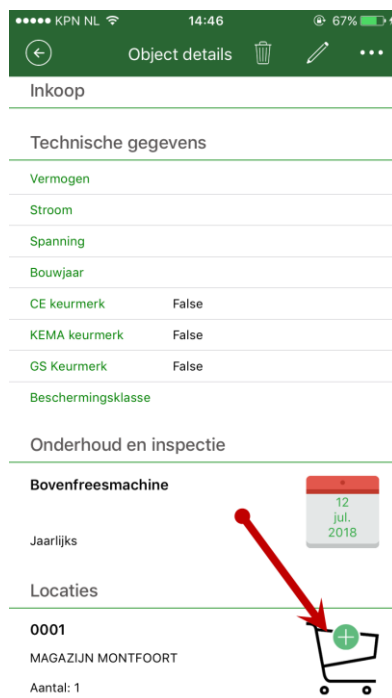 KPN NL 14:46 67%
Object details
Inkoop
Technische gegevens
Vermogen
Stroom
Spanning
Bouwjaar
CE keurmerk False
KEMA keurmerk False
GS Keurmerk False
Beschermingsklasse
Onderhoud en inspectie
Bovenfreesmachine
12
jul.
2018
Jaarlijks
Locaties
0001
MAGAZIJN MONTFOORT
Aantal: 1